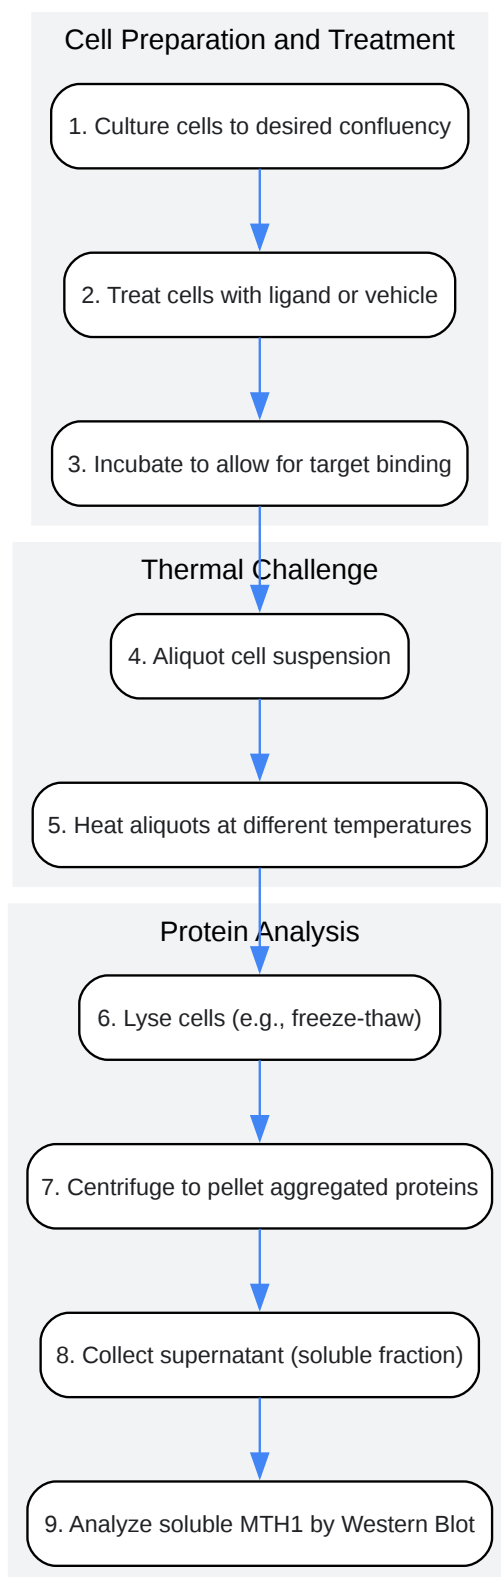 Cell Preparation and Treatment
1. Culture cells to desired confluency
2. Treat cells with ligand or vehicle
3. Incubate to allow for target binding
Thermal Challenge
4. Aliquot cell suspension
5. Heat aliquots at different temperatures
Protein Analysis
6. Lyse cells (e.g., freeze-thaw)
7. Centrifuge to pellet aggregated proteins
8. Collect supernatant (soluble fraction)
9. Analyze soluble MTH1 by Western Blot